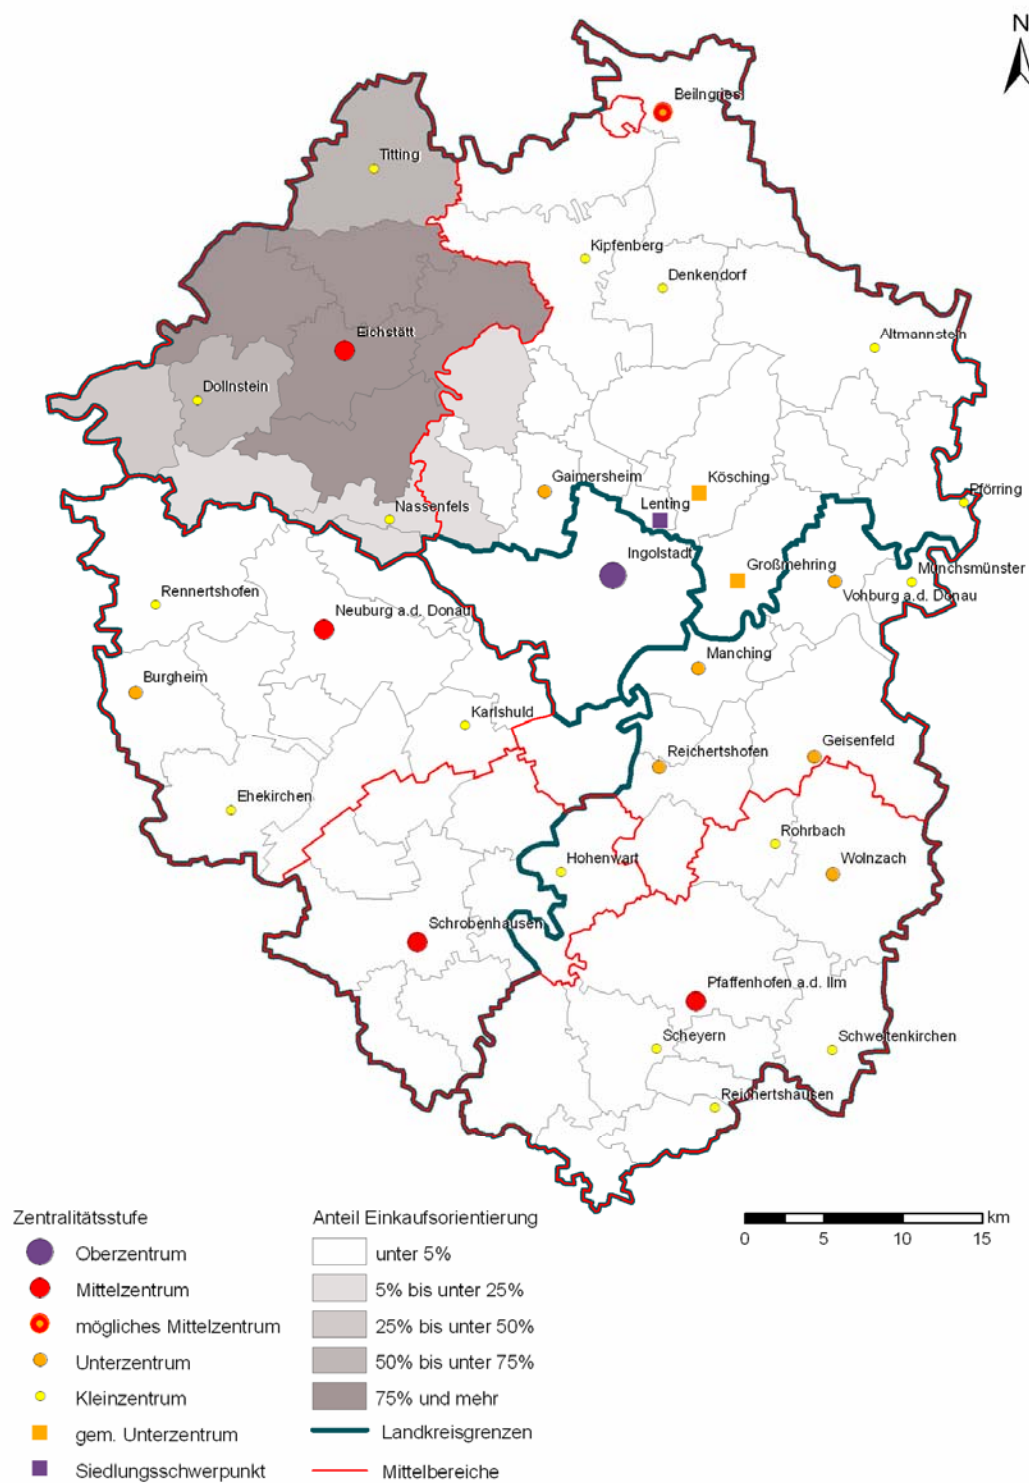 N
Beilngries
Titting
Kipfenberg
Denkendorf
Eichstätt
Altmannstein
Dollnstein
Gaimersheim
Kösching
Pförring
Nassenfels
Lenting
Ingolstadt
Großmehring
Münchsmünster
Vohburg a.d. Donau
Rennertshofen
Neuburg a.d. Donau
Manching
Burgheim
Karlshuld
Reichertshofen
Geisenfeld
Ehekirchen
Rohrbach
Hohenwart
Wolnzach
Schrobenhausen
Pfaffenhofen a.d. Ilm
Scheyern
Schweitenkirchen
Reichertshausen
Zentralitätsstufe
Oberzentrum
Mittelzentrum
mögliches Mittelzentrum
Unterzentrum
Kleinzentrum
gem. Unterzentrum
Siedlungsschwerpunkt
Anteil Einkaufsorientierung
unter 5%
5% bis unter 25%
25% bis unter 50%
50% bis unter 75%
75% und mehr
Landkreisgrenzen
Mittelbereiche
km
0 5 10 15